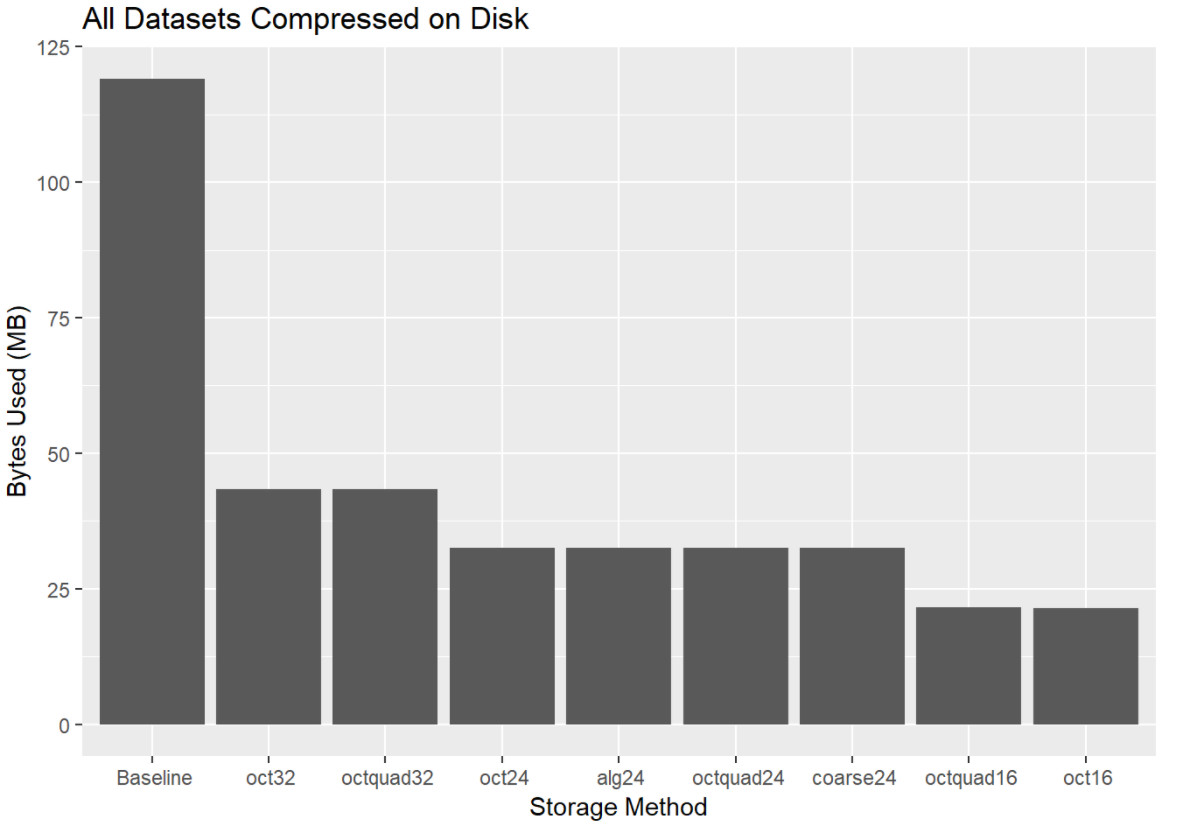 All Datasets Compressed on Disk
125
100
75
50
25
0
Bytes Used (MB)
Baseline oct32 octquad32 oct24 alg24 octquad24 coarse24 octquad16 oct16
Storage Method